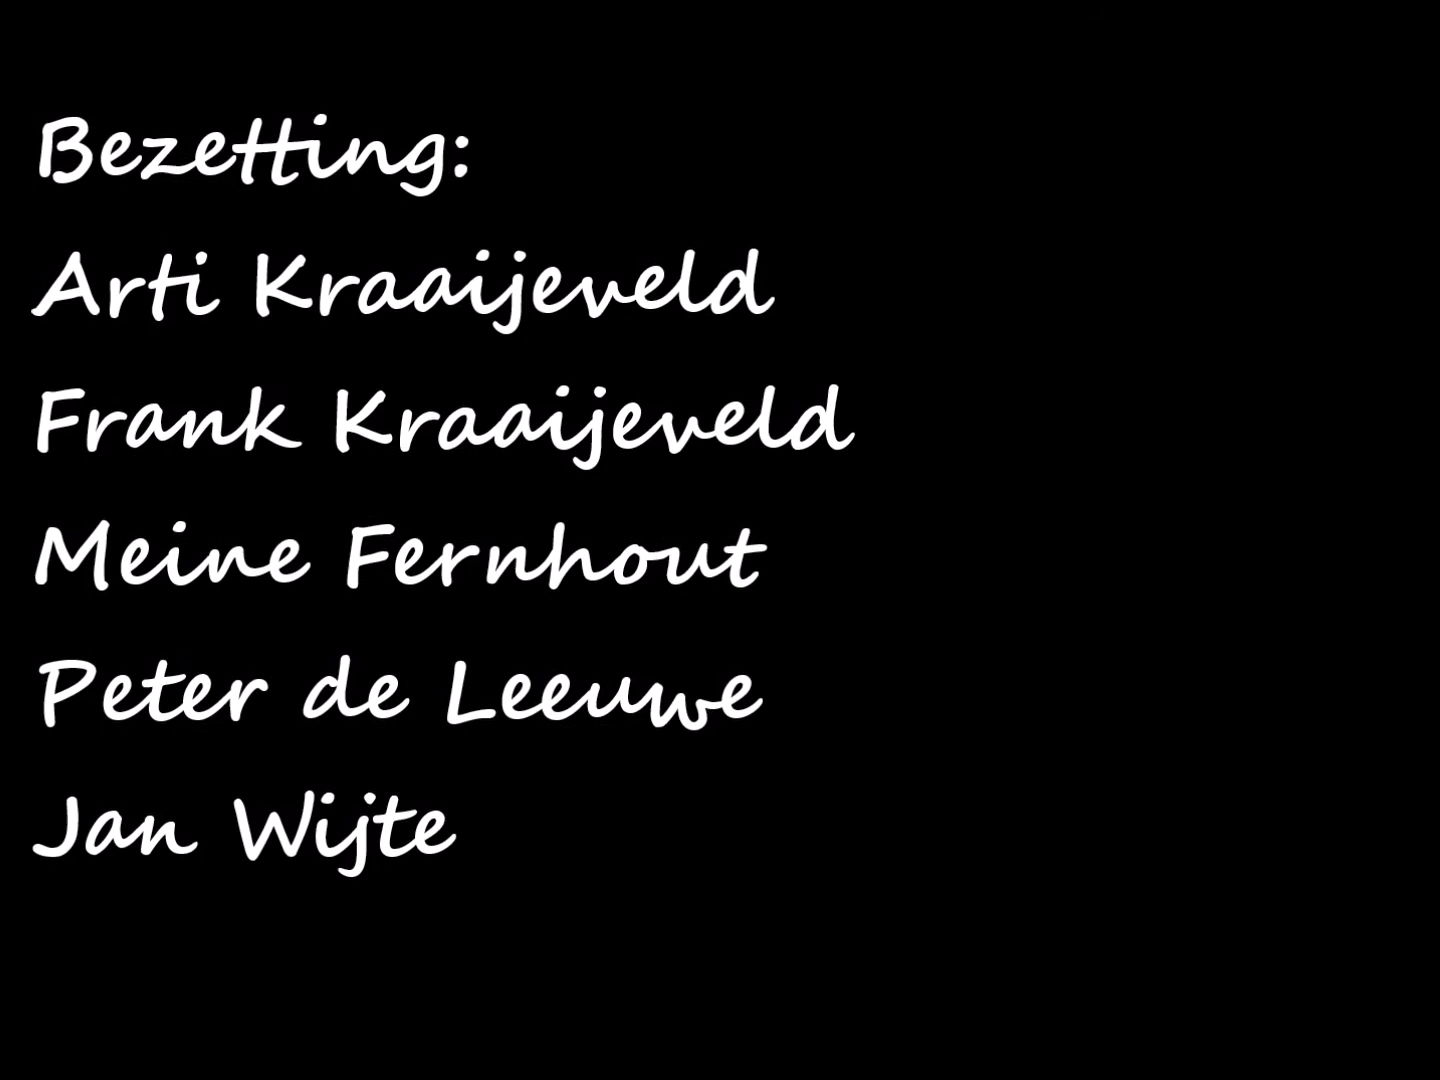 Bezetting:
Arti Kraaijeveld
Frank Kraaijeveld
Meine Fernhout
Peter de Leeuwe
Jan Wijte